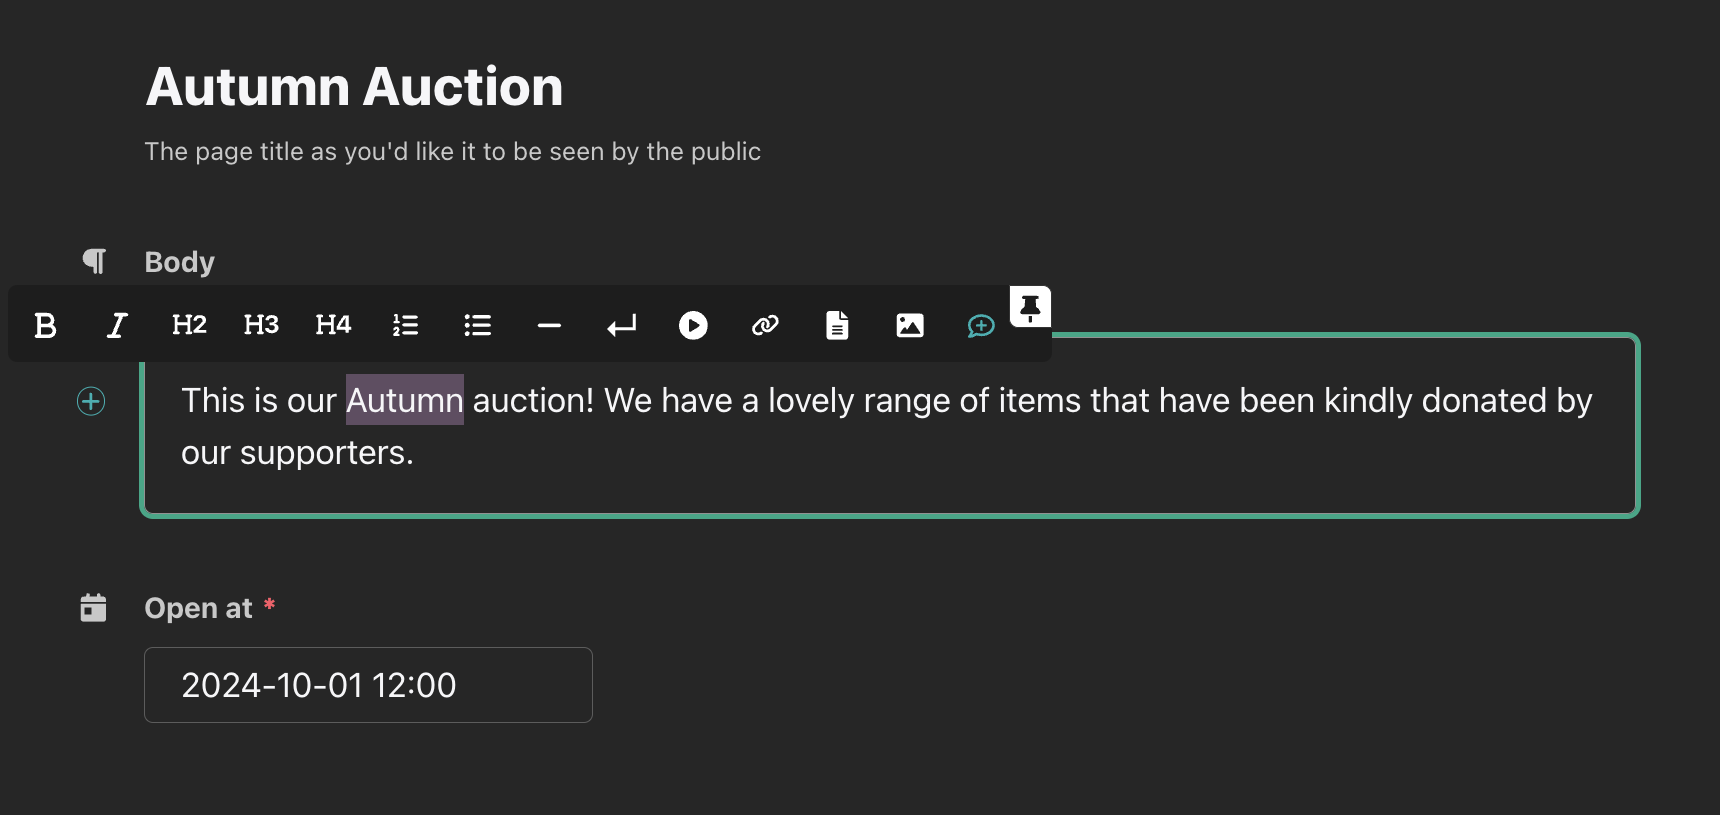 Autumn Auction
The page title as you'd like it to be seen by the public
Body
B I H2 H3 H4
This is our Autumn auction! We have a lovely range of items that have been kindly donated by
our supporters.
Open at *
2024-10-01 12:00